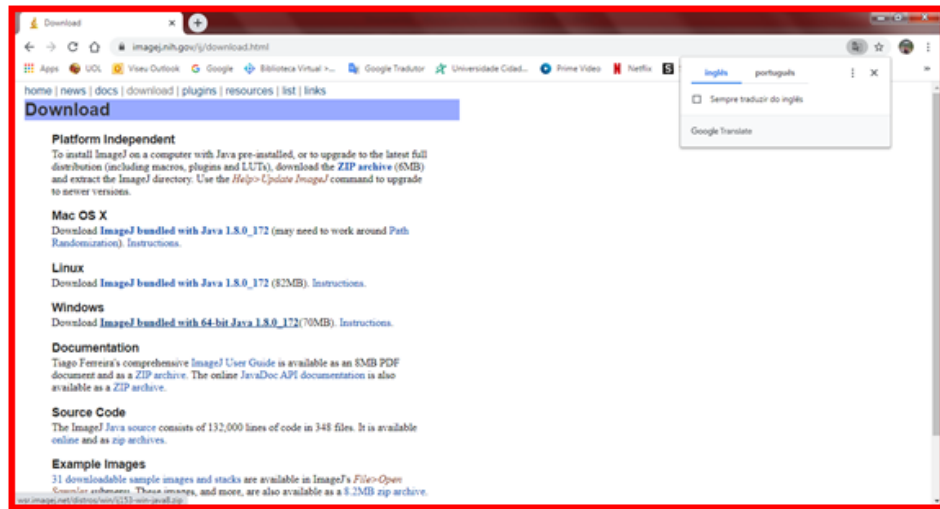 Download
imagej.nih.gov/ij/download.html
Apps UOL Viseu Outlook Google Biblioteca Virtual >... Google Tradutor Universidade Cidad... Prime Video Netflix S
inglês português
Sempre traduzir do inglês
Google Translate
home | news | docs | download | plugins | resources | list | links
Download
Platform Independent
To install ImageJ on a computer with Java pre-installed, or to upgrade to the latest full
distribution (including macros, plugins and LUTs), download the ZIP archive (6MB)
and extract the ImageJ directory. Use the Help>Update ImageJ command to upgrade
to newer versions.
Mac OS X
Download ImageJ bundled with Java 1.8.0_172 (may need to work around Path
Randomization). Instructions.
Linux
Download ImageJ bundled with Java 1.8.0_172 (82MB). Instructions.
Windows
Download ImageJ bundled with 64-bit Java 1.8.0_172(70MB). Instructions.
Documentation
Tiago Ferreira's comprehensive ImageJ User Guide is available as an 8MB PDF
document and as a ZIP archive. The online JavaDoc API documentation is also
available as a ZIP archive.
Source Code
The ImageJ Java source consists of 132,000 lines of code in 348 files. It is available
online and as zip archives.
Example Images
31 downloadable sample images and stacks are available in ImageJ's File>Open
Samples submenu. These images, and more, are also available as a 8.2MB zip archive.
wsr.imagej.net/distros/win/ij153-win-java8.zip